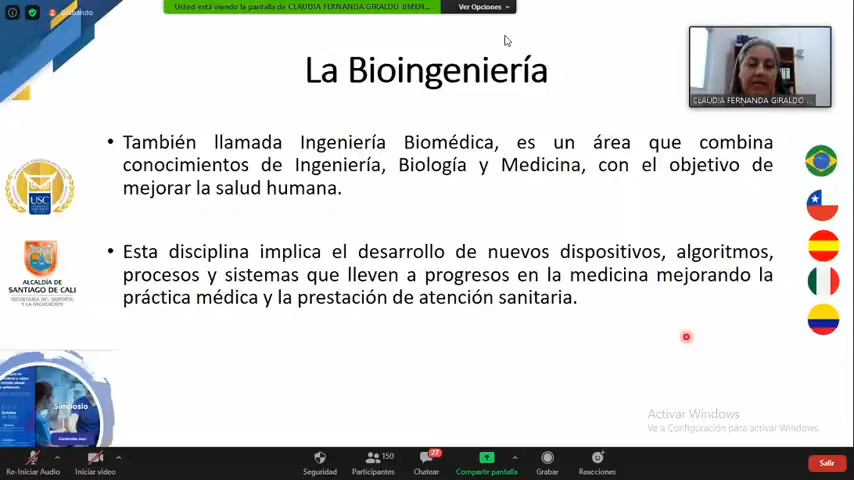 Grabando
Usted está viendo la pantalla de CLAUDIA FERNANDA GIRALDO JIMEN...
Ver Opciones
La Bioingeniería
CLAUDIA FERNANDA GIRALDO ...
• También llamada Ingeniería Biomédica, es un área que combina
conocimientos de Ingeniería, Biología y Medicina, con el objetivo de
mejorar la salud humana.
• Esta disciplina implica el desarrollo de nuevos dispositivos, algoritmos,
procesos y sistemas que lleven a progresos en la medicina mejorando la
práctica médica y la prestación de atención sanitaria.
USC
ALCALDÍA DE
SANTIAGO DE CALI
SECRETARÍA DEL DEPORTE
Y LA RECREACIÓN
Simposio
Activar Windows
Ve a Configuración para activar Windows.
Re-Iniciar Audio
Iniciar video
Seguridad
150
Participantes
27
Chatear
Compartir pantalla
Grabar
Reacciones
Salir